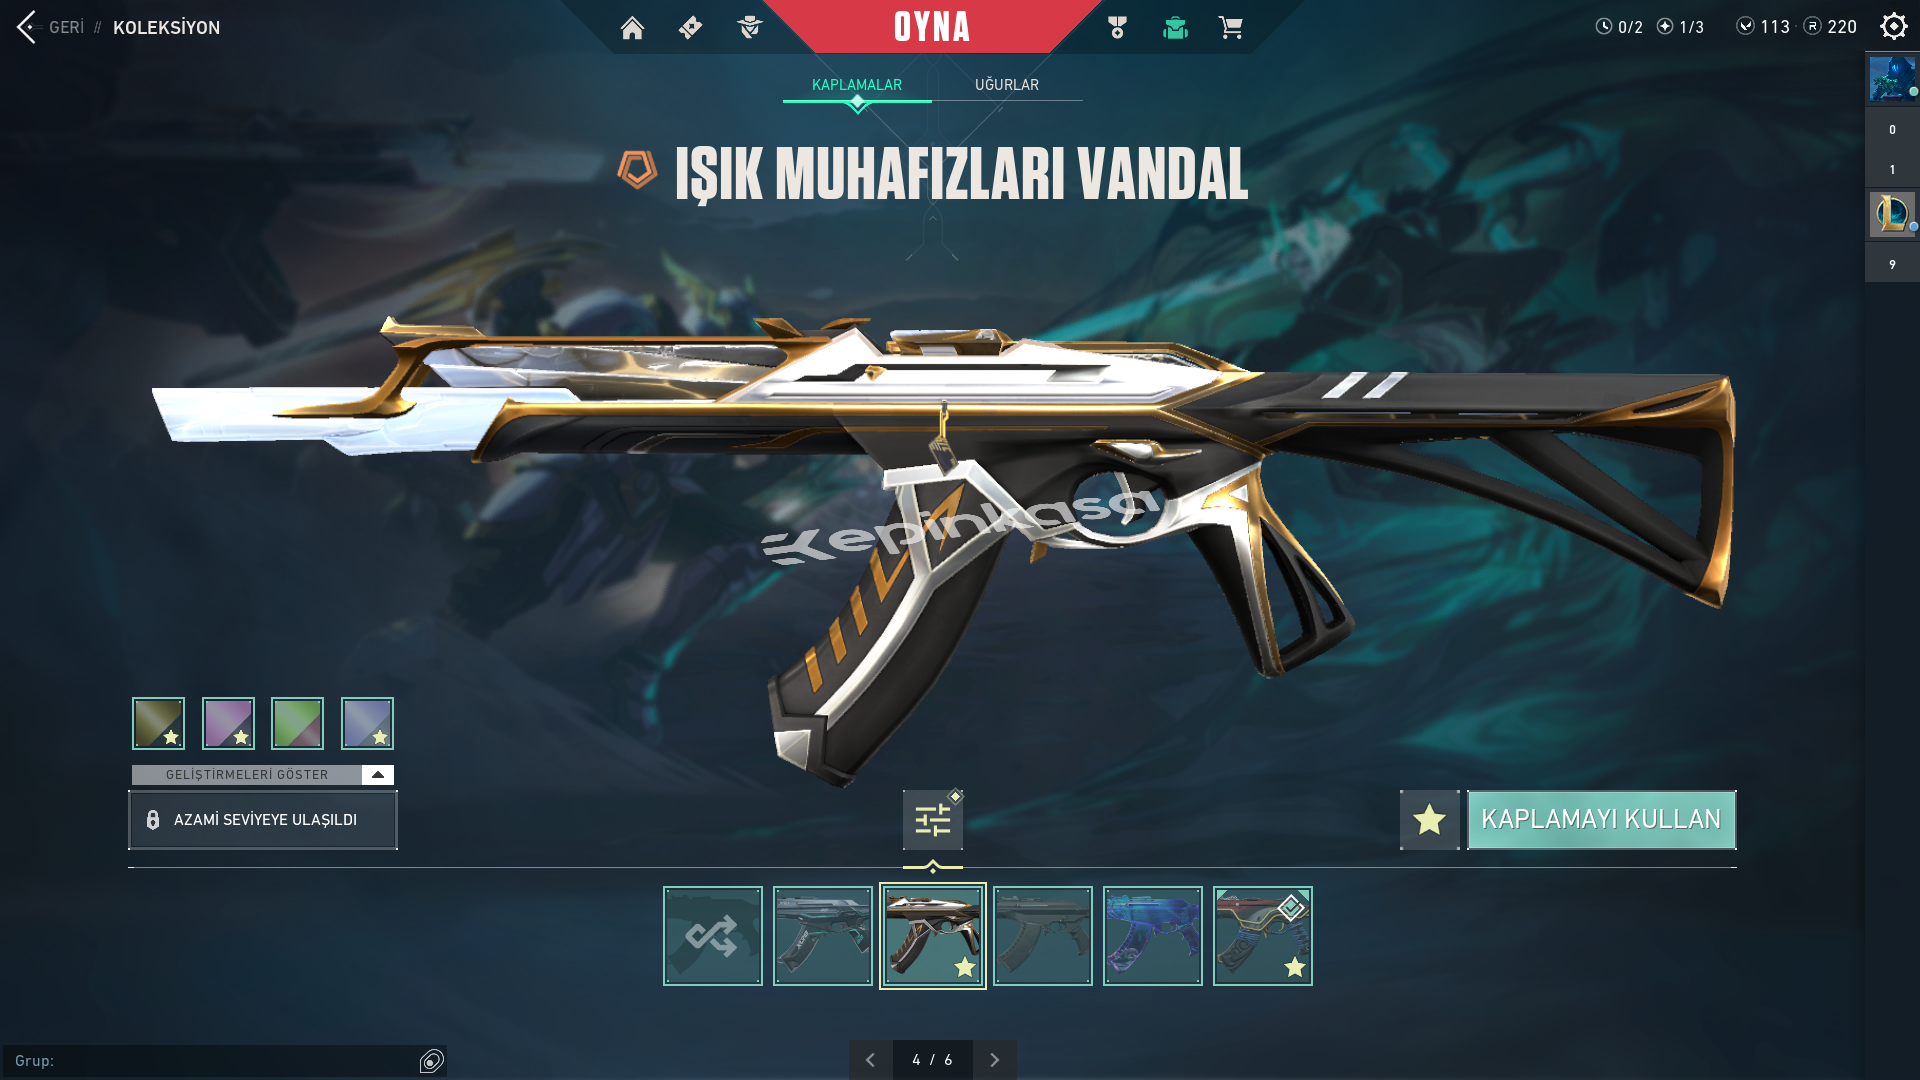 GERİ // KOLEKSİYON
OYNA
0/2 1/3 113 220
KAPLAMALAR
UĞURLAR
IŞIK MUHAFIZLARI VANDAL
0
1
9
epinkasa
GELİŞTİRMELERİ GÖSTER
AZAMİ SEVİYEYE ULAŞILDI
KAPLAMAYI KULLAN
Grup:
4 / 6